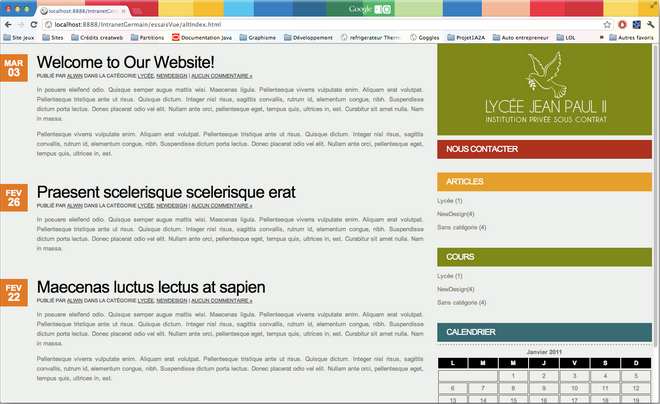 Google
localhost:8888/IntranetGermain/es...
localhost:8888/IntranetGermain/essaisVue/altIndex.html
Site jeux Sites Crédits creatweb Partitions Documentation Java Graphisme Développement refrigerateur Therm Goggles Projet1A2A Auto entrepreneur LOL Autres favoris
MAR
03
Welcome to Our Website!
PUBLIÉ PAR ALWIN DANS LA CATÉGORIE LYCÉE, NEWDESIGN | AUCUN COMMENTAIRE »
In posuere eleifend odio. Quisque semper augue mattis wisi. Maecenas ligula. Pellentesque viverra vulputate enim. Aliquam erat volutpat.
Pellentesque tristique ante ut risus. Quisque dictum. Integer nisl risus, sagittis convallis, rutrum id, elementum congue, nibh. Suspendisse
dictum porta lectus. Donec placerat odio vel elit. Nullam ante orci, pellentesque eget, tempus quis, ultrices in, est. Curabitur sit amet nulla. Nam
in massa.
Pellentesque viverra vulputate enim. Aliquam erat volutpat. Pellentesque tristique ante ut risus. Quisque dictum. Integer nisl risus, sagittis
convallis, rutrum id, elementum congue, nibh. Suspendisse dictum porta lectus. Donec placerat odio vel elit. Nullam ante orci, pellentesque eget,
tempus quis, ultrices in, est.
FEV
26
Praesent scelerisque scelerisque erat
PUBLIÉ PAR ALWIN DANS LA CATÉGORIE LYCÉE, NEWDESIGN | AUCUN COMMENTAIRE »
In posuere eleifend odio. Quisque semper augue mattis wisi. Maecenas ligula. Pellentesque viverra vulputate enim. Aliquam erat volutpat.
Pellentesque tristique ante ut risus. Quisque dictum. Integer nisl risus, sagittis convallis, rutrum id, elementum congue, nibh. Suspendisse
dictum porta lectus. Donec placerat odio vel elit. Nullam ante orci, pellentesque eget, tempus quis, ultrices in, est. Curabitur sit amet nulla. Nam
in massa.
FEV
22
Maecenas luctus lectus at sapien
PUBLIÉ PAR ALWIN DANS LA CATÉGORIE LYCÉE, NEWDESIGN | AUCUN COMMENTAIRE »
In posuere eleifend odio. Quisque semper augue mattis wisi. Maecenas ligula. Pellentesque viverra vulputate enim. Aliquam erat volutpat.
Pellentesque tristique ante ut risus. Quisque dictum. Integer nisl risus, sagittis convallis, rutrum id, elementum congue, nibh. Suspendisse
dictum porta lectus. Donec placerat odio vel elit. Nullam ante orci, pellentesque eget, tempus quis, ultrices in, est. Curabitur sit amet nulla. Nam
in massa.
Pellentesque viverra vulputate enim. Aliquam erat volutpat. Pellentesque tristique ante ut risus. Quisque dictum. Integer nisl risus, sagittis
convallis, rutrum id, elementum congue, nibh. Suspendisse dictum porta lectus. Donec placerat odio vel elit. Nullam ante orci, pellentesque eget,
tempus quis, ultrices in, est.
LYCÉE JEAN PAUL II
INSTITUTION PRIVÉE SOUS CONTRAT
NOUS CONTACTER
ARTICLES
Lycée (1)
NewDesign(4)
Sans catégorie (4)
COURS
Lycée (1)
NewDesign(4)
Sans catégorie (4)
CALENDRIER
Janvier 2011
L M M J V S D
1 2 3 4 5
6 7 8 9 10 11 12
13 14 15 16 17 18 19